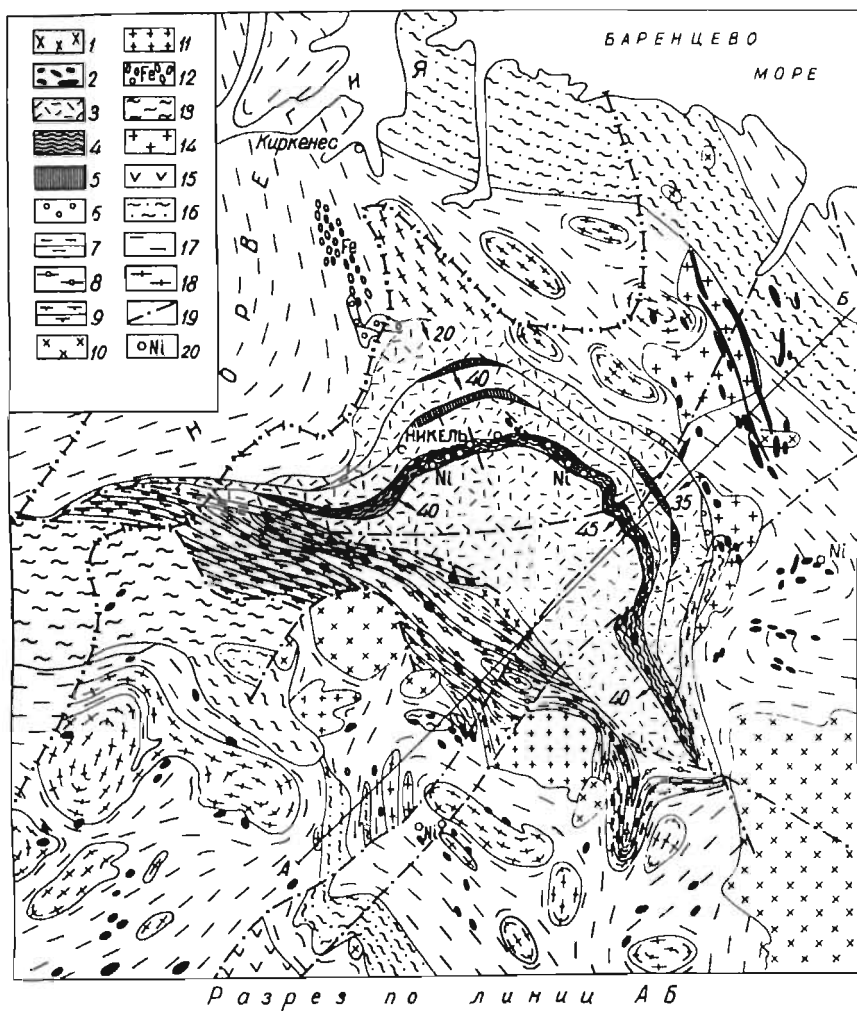 1 11
2 Fe 12
3 13
4 14
5 15
6 16
7 17
8 18
9 19
10 Ni 20
БАРЕНЦЕВО
МОРЕ
НОРВЕГИЯ
Киркенес
Fe
20
40
НИКЕЛЬ
Ni
Ni
40
45
35
Б
Ni
40
Ni
А
Разрез по линии АБ